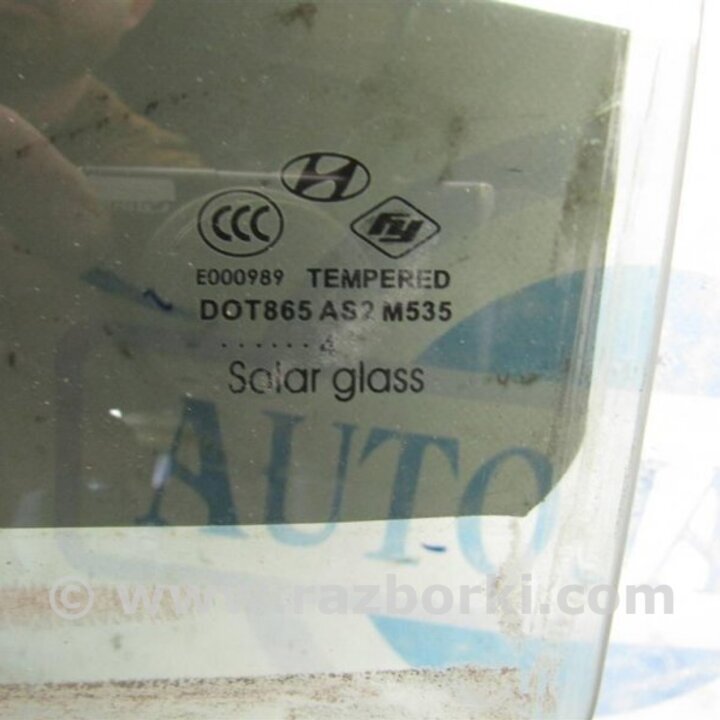 CCC
E000989 TEMPERED
DOT865 AS2 M535
......4
Solar glass
AUTO
© www.razborki.com